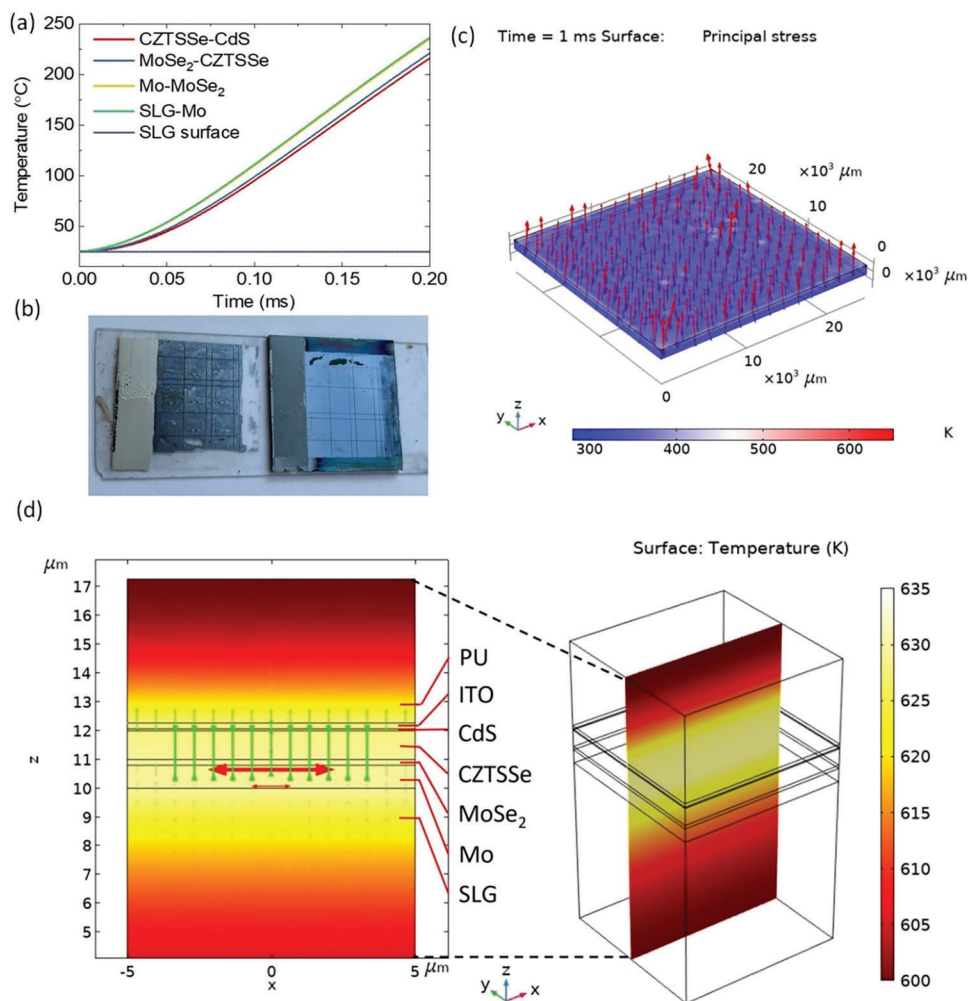 (a)
250
200
150
100
50
Temperature (°C)
CZTSSe-CdS
MoSe₂-CZTSSe
Mo-MoSe₂
SLG-Mo
SLG surface
0.00
0.05
0.10
0.15
0.20
Time (ms)
(b)
(c)
Time = 1 ms Surface: Principal stress
20
×10³ μm
10
0
0
×10³ μm
20
10
×10³ μm
0
z
y
x
300
400
500
600
K
(d)
μm
17
16
15
14
13
12
11
10
9
8
7
6
5
z
-5
0
5
μm
x
PU
ITO
CdS
CZTSSe
MoSe₂
Mo
SLG
z
y
x
Surface: Temperature (K)
635
630
625
620
615
610
605
600